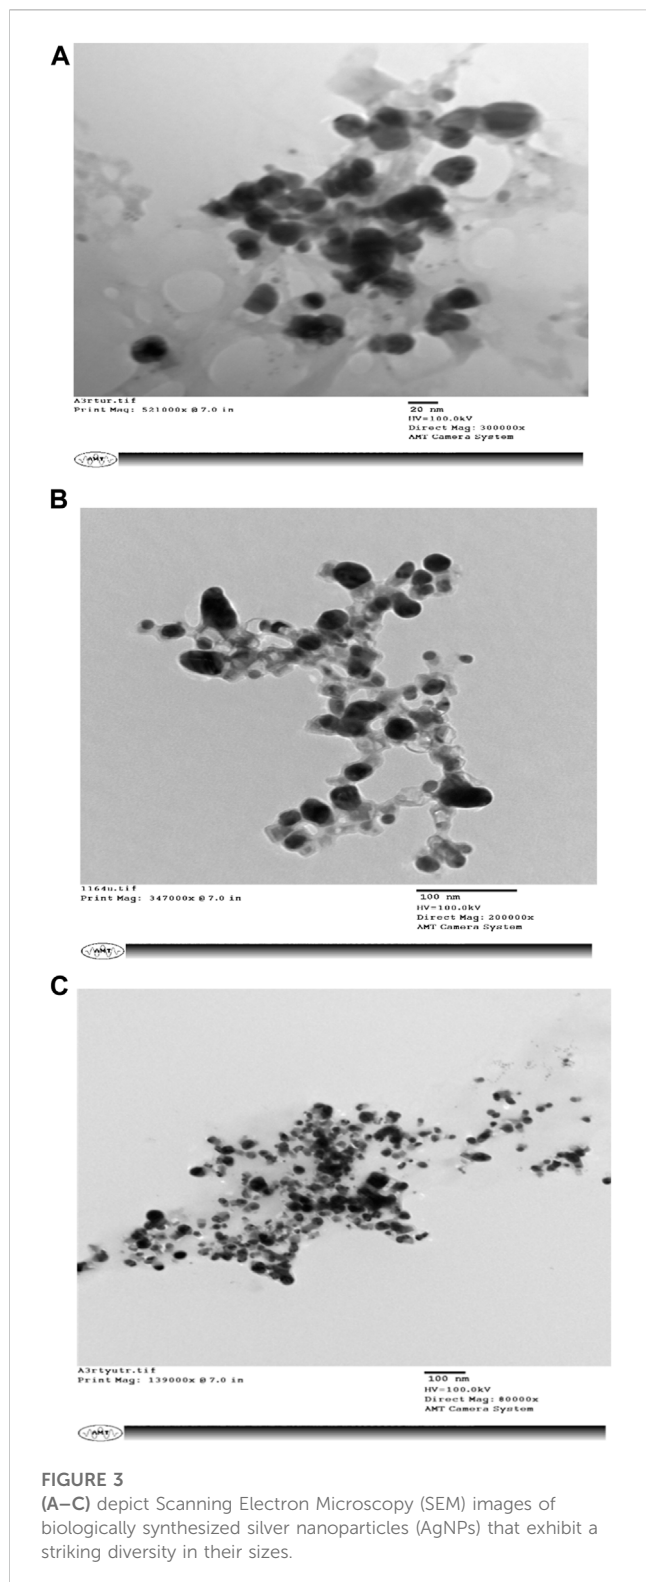 A
A3rtur.tif
Print Mag: 521000x @ 7.0 in
20 nm
HV=100.0kV
Direct Mag: 300000x
AMT Camera System
AMT
B
1164u.tif
Print Mag: 347000x @ 7.0 in
100 nm
HV=100.0kV
Direct Mag: 200000x
AMT Camera System
AMT
C
A3rtyutr.tif
Print Mag: 139000x @ 7.0 in
100 nm
HV=100.0kV
Direct Mag: 80000x
AMT Camera System
AMT
FIGURE 3
(A–C) depict Scanning Electron Microscopy (SEM) images of
biologically synthesized silver nanoparticles (AgNPs) that exhibit a
striking diversity in their sizes.